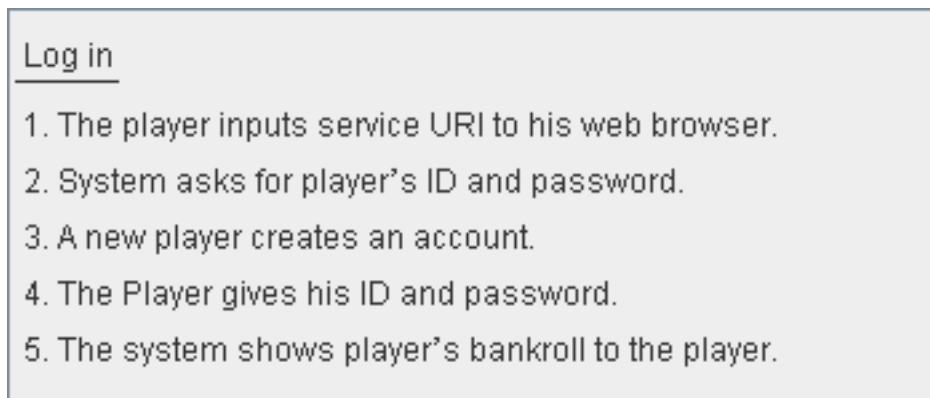 Log in
1. The player inputs service URI to his web browser.
2. System asks for player’s ID and password.
3. A new player creates an account.
4. The Player gives his ID and password.
5. The system shows player’s bankroll to the player.